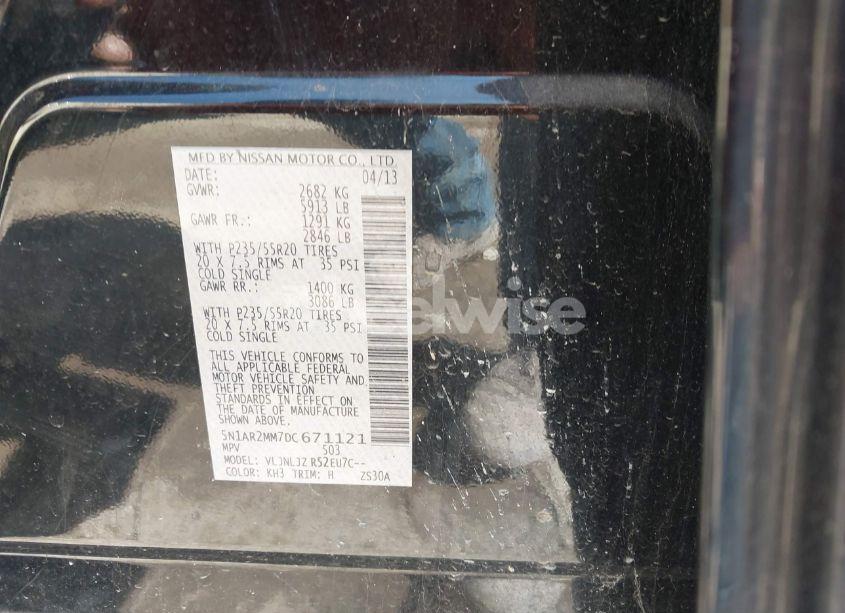 MFD BY NISSAN MOTOR CO., LTD
DATE: 04/13
GVWR: 2682 KG
5913 LB
GAWR FR.: 1291 KG
2846 LB
WITH P235/55R20 TIRES
20 X 7.5 RIMS AT 35 PSI
COLD SINGLE
GAWR RR.: 1400 KG
3086 LB
WITH P235/55R20 TIRES
20 X 7.5 RIMS AT 35 PSI
COLD SINGLE
THIS VEHICLE CONFORMS TO
ALL APPLICABLE FEDERAL
MOTOR VEHICLE SAFETY AND
THEFT PREVENTION
STANDARDS IN EFFECT ON
THE DATE OF MANUFACTURE
SHOWN ABOVE.
5N1AR2MM7DC671121
MPV 503
MODEL: VLJNLJZ R52EU7C--
COLOR: KH3 TRIM: H ZS30A